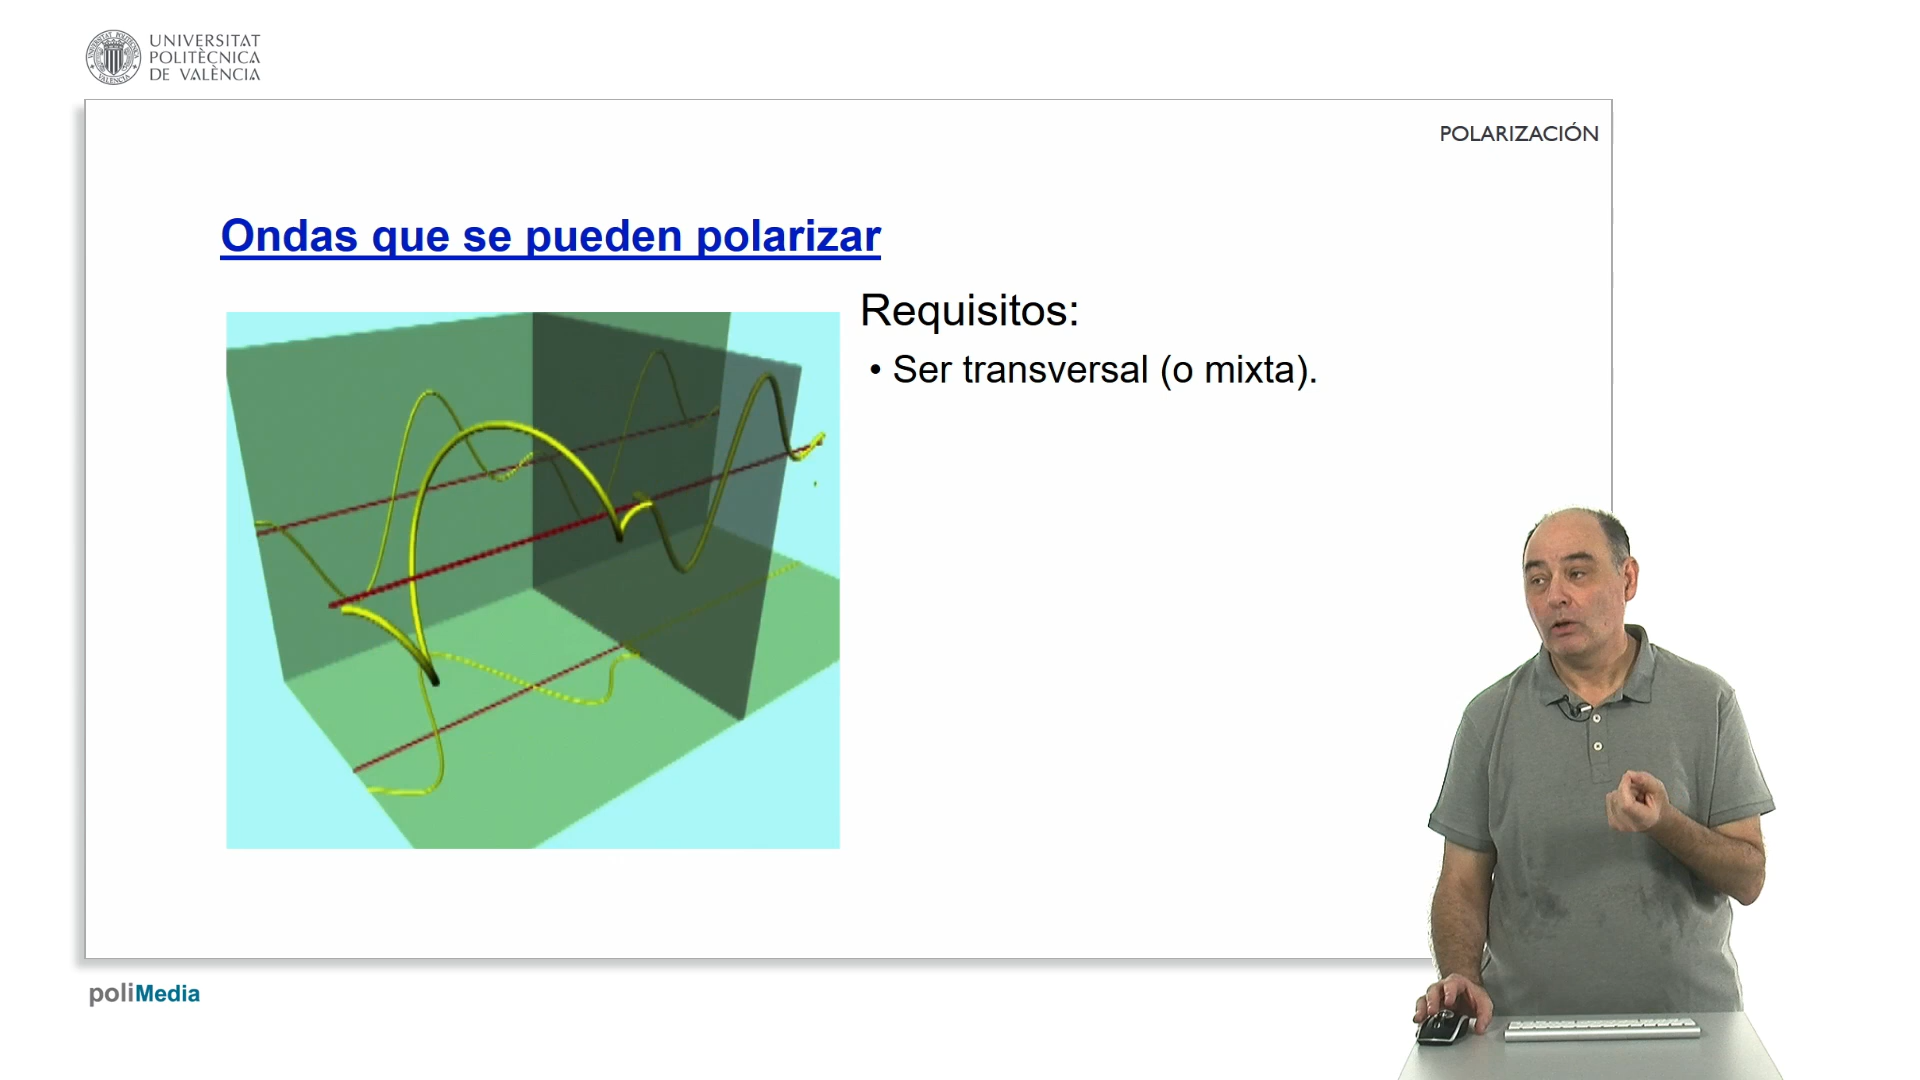 UNIVERSITAT
POLITÈCNICA
DE VALÈNCIA
POLARIZACIÓN
Ondas que se pueden polarizar
Requisitos:
• Ser transversal (o mixta).
poliMedia